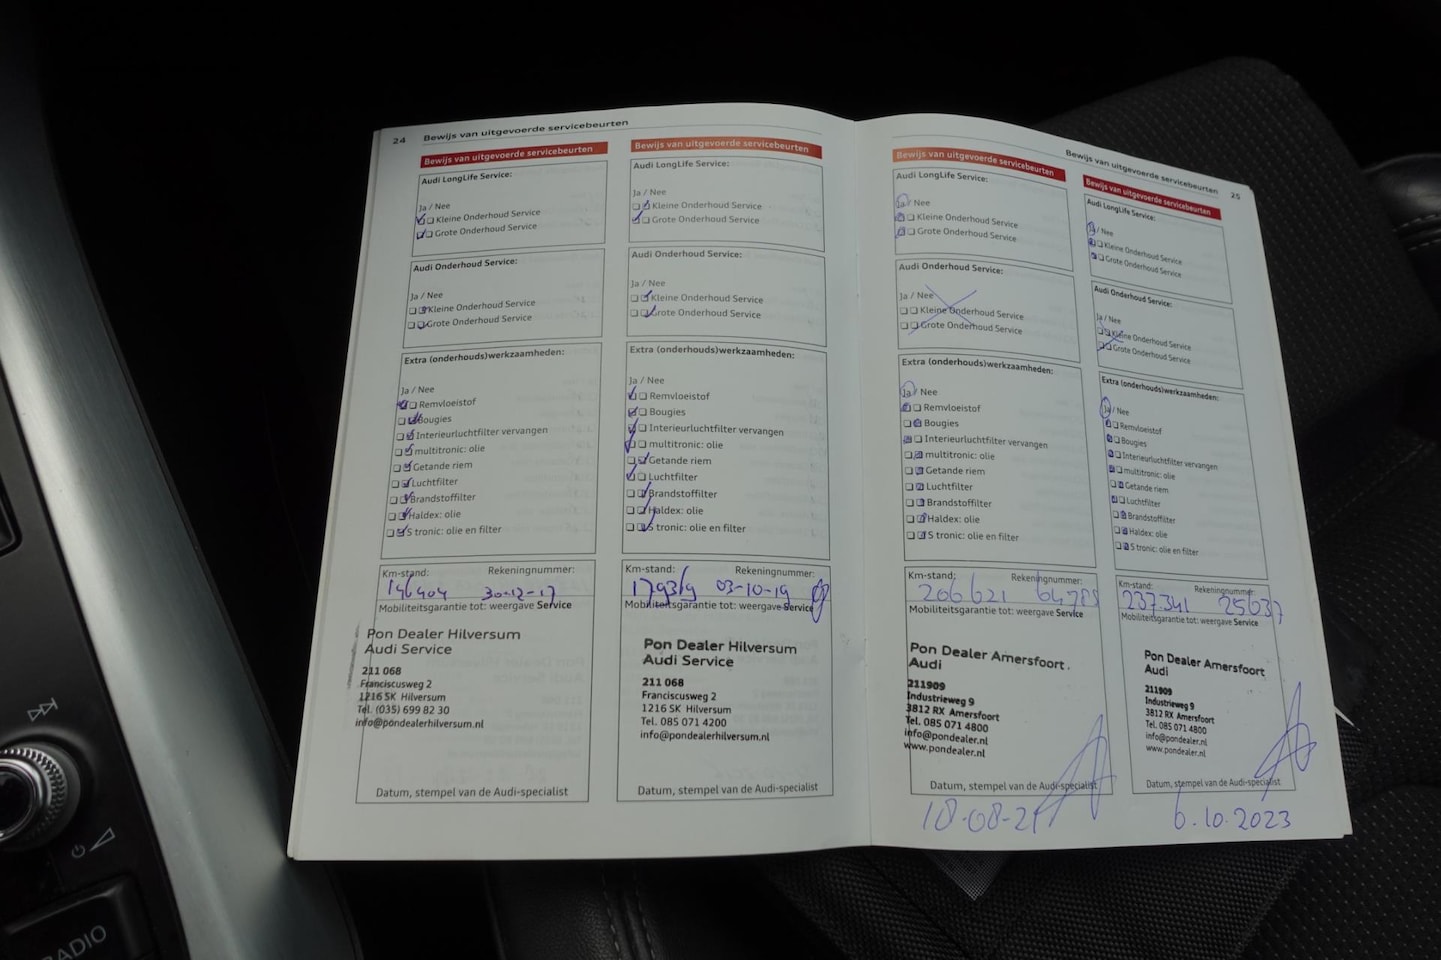 24 Bewijs van uitgevoerde servicebeurten
Bewijs van uitgevoerde servicebeurten
Audi LongLife Service:
Ja / Nee
Kleine Onderhoud Service
Grote Onderhoud Service
Audi Onderhoud Service:
Ja / Nee
Kleine Onderhoud Service
Grote Onderhoud Service
Extra (onderhouds)werkzaamheden:
Ja / Nee
Remvloeistof
Bougies
Interieurluchtfilter vervangen
multitronic: olie
Getande riem
Luchtfilter
Brandstoffilter
Haldex: olie
S tronic: olie en filter
Km-stand: Rekeningnummer:
146404 30-12-17
Mobiliteitsgarantie tot: weergave Service
Pon Dealer Hilversum
Audi Service
211 068
Franciscusweg 2
1216 SK Hilversum
Tel. (035) 699 82 30
info@pondealerhilversum.nl
Datum, stempel van de Audi-specialist
Bewijs van uitgevoerde servicebeurten
Audi LongLife Service:
Ja / Nee
Kleine Onderhoud Service
Grote Onderhoud Service
Audi Onderhoud Service:
Ja / Nee
Kleine Onderhoud Service
Grote Onderhoud Service
Extra (onderhouds)werkzaamheden:
Ja / Nee
Remvloeistof
Bougies
Interieurluchtfilter vervangen
multitronic: olie
Getande riem
Luchtfilter
Brandstoffilter
Haldex: olie
S tronic: olie en filter
Km-stand: Rekeningnummer:
179319 03-10-19
Mobiliteitsgarantie tot: weergave Service
Pon Dealer Hilversum
Audi Service
211 068
Franciscusweg 2
1216 SK Hilversum
Tel. 085 071 4200
info@pondealerhilversum.nl
Datum, stempel van de Audi-specialist
Bewijs van uitgevoerde servicebeurten 25
Bewijs van uitgevoerde servicebeurten
Audi LongLife Service:
Ja / Nee
Kleine Onderhoud Service
Grote Onderhoud Service
Audi Onderhoud Service:
Ja / Nee
Kleine Onderhoud Service
Grote Onderhoud Service
Extra (onderhouds)werkzaamheden:
Ja / Nee
Remvloeistof
Bougies
Interieurluchtfilter vervangen
multitronic: olie
Getande riem
Luchtfilter
Brandstoffilter
Haldex: olie
S tronic: olie en filter
Km-stand: Rekeningnummer:
206621 64785
Mobiliteitsgarantie tot: weergave Service
Pon Dealer Amersfoort
Audi
211909
Industrieweg 9
3812 RX Amersfoort
Tel. 085 071 4800
info@pondealer.nl
www.pondealer.nl
Datum, stempel van de Audi-specialist
18-08-21
Bewijs van uitgevoerde servicebeurten
Audi LongLife Service:
Ja / Nee
Kleine Onderhoud Service
Grote Onderhoud Service
Audi Onderhoud Service:
Ja / Nee
Kleine Onderhoud Service
Grote Onderhoud Service
Extra (onderhouds)werkzaamheden:
Ja / Nee
Remvloeistof
Bougies
Interieurluchtfilter vervangen
multitronic: olie
Getande riem
Luchtfilter
Brandstoffilter
Haldex: olie
S tronic: olie en filter
Km-stand: Rekeningnummer:
237.341 25637
Mobiliteitsgarantie tot: weergave Service
Pon Dealer Amersfoort
Audi
211909
Industrieweg 9
3812 RX Amersfoort
Tel. 085 071 4800
info@pondealer.nl
www.pondealer.nl
Datum, stempel van de Audi-specialist
6.10.2023
RADIO